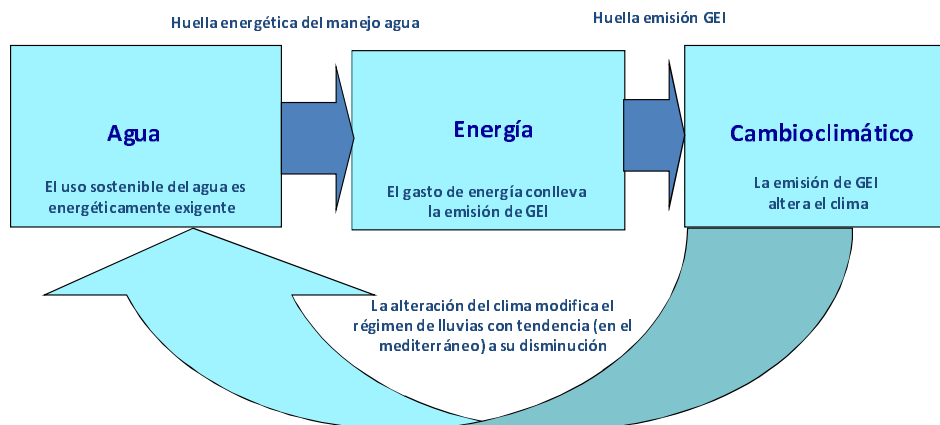 Huella energética del manejo agua
Huella emisión GEI
Agua
El uso sostenible del agua es
energéticamente exigente
Energía
El gasto de energía conlleva
la emisión de GEI
Cambio climático
La emisión de GEI
altera el clima
La alteración del clima modifica el
régimen de lluvias con tendencia (en el
mediterráneo) a su disminución